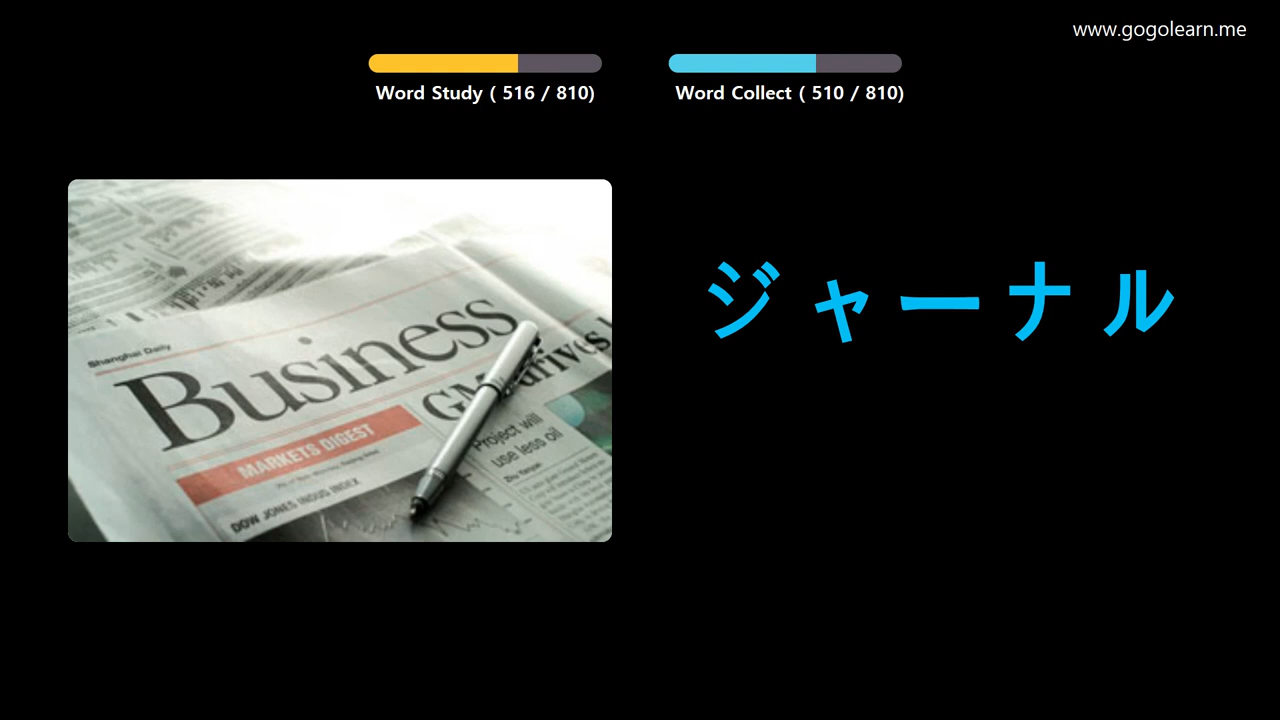 www.gogolearn.me
Word Study ( 516 / 810)
Word Collect ( 510 / 810)
ジャーナル
Shanghai Daily
Business
GM drives
MARKETS DIGEST
Project will
use less oil
DOW JONES INDUS INDEX